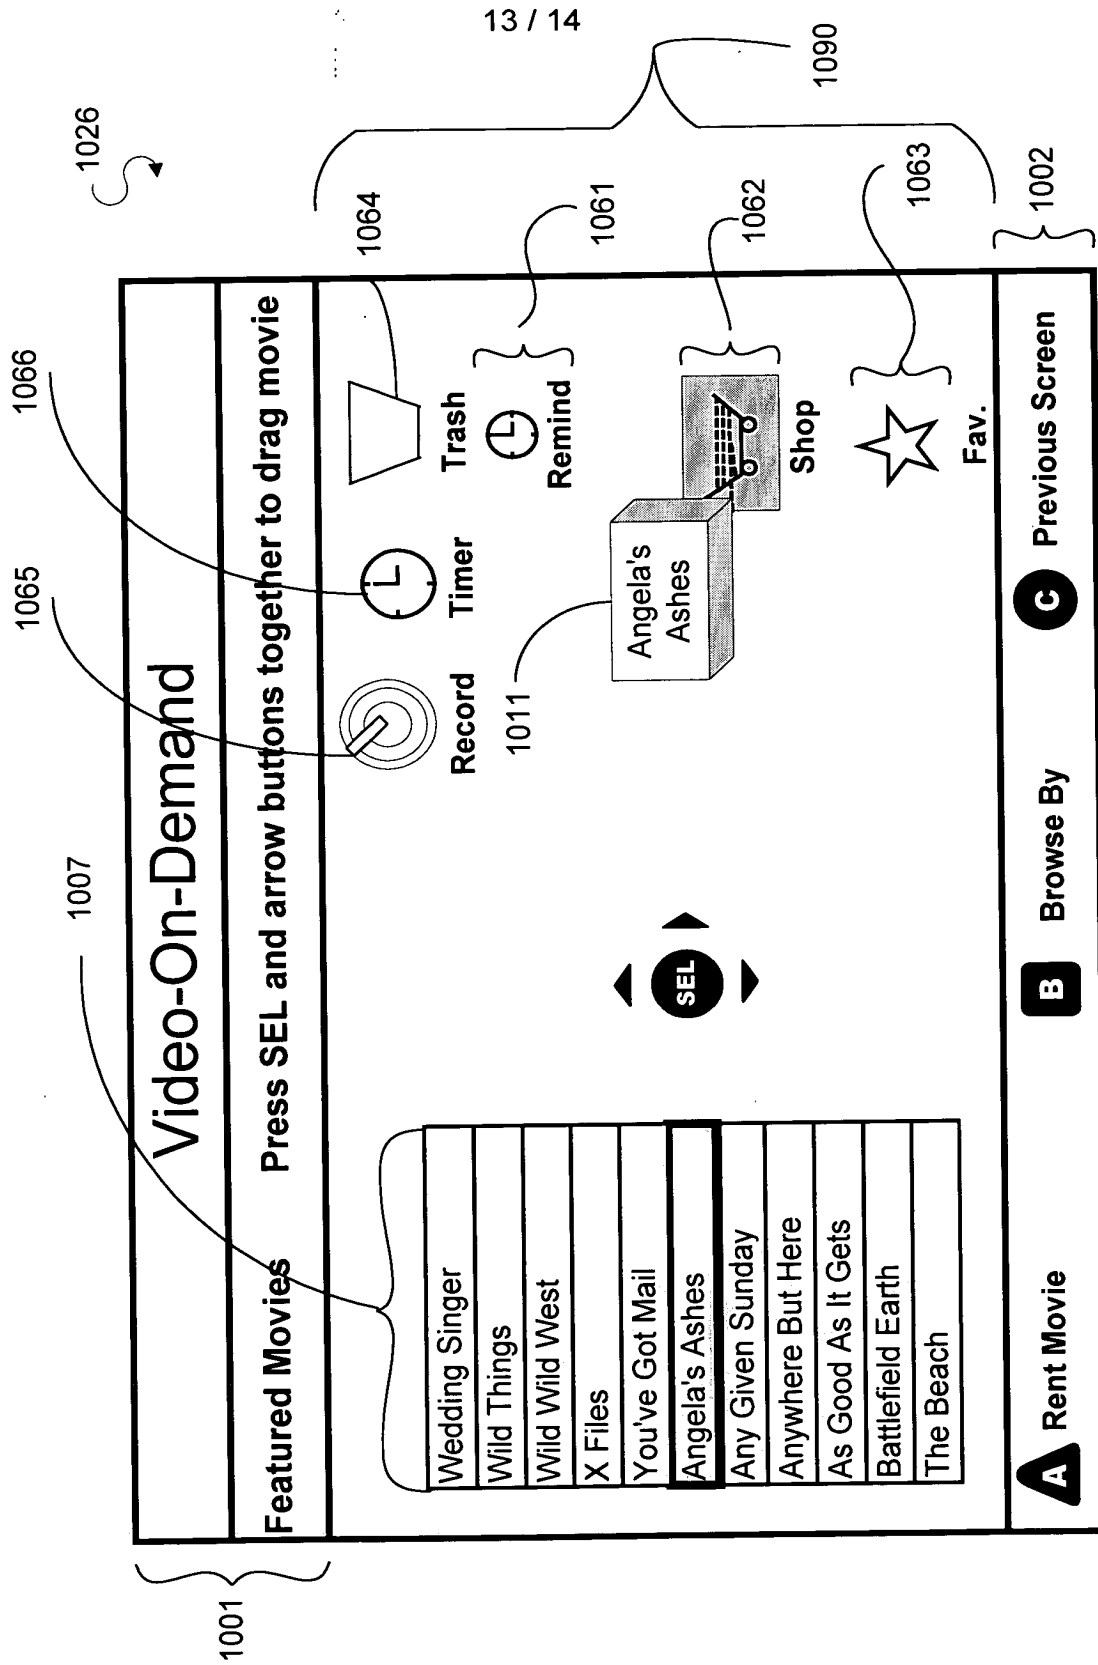 13 / 14
1026
1066
1065
1007
1064
1061
1062
1063
1090
1002
1001
1011
Video-On-Demand
Featured Movies Press SEL and arrow buttons together to drag movie
Record
Timer
Trash
Remind
Shop
Fav.
Angela's
Ashes
SEL
Wedding Singer
Wild Things
Wild Wild West
X Files
You've Got Mail
Angela's Ashes
Any Given Sunday
Anywhere But Here
As Good As It Gets
Battlefield Earth
The Beach
A Rent Movie
B Browse By
C Previous Screen